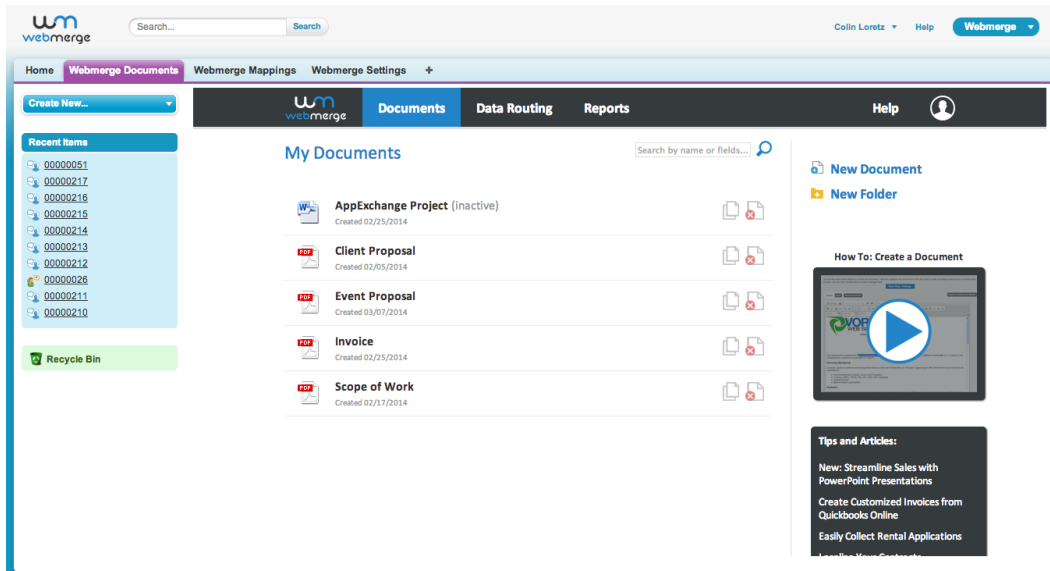 webmerge
Search...
Search
Colin Loretz
Help
Webmerge
Home
Webmerge Documents
Webmerge Mappings
Webmerge Settings
+
Create New...
Recent Items
00000051
00000217
00000216
00000215
00000214
00000213
00000212
00000026
00000211
00000210
Recycle Bin
webmerge
Documents
Data Routing
Reports
Help
My Documents
Search by name or fields...
AppExchange Project (inactive)
Created 02/25/2014
PDF
Client Proposal
Created 02/05/2014
PDF
Event Proposal
Created 03/07/2014
PDF
Invoice
Created 02/25/2014
PDF
Scope of Work
Created 02/17/2014
New Document
New Folder
How To: Create a Document
Tips and Articles:
New: Streamline Sales with
PowerPoint Presentations
Create Customized Invoices from
Quickbooks Online
Easily Collect Rental Applications